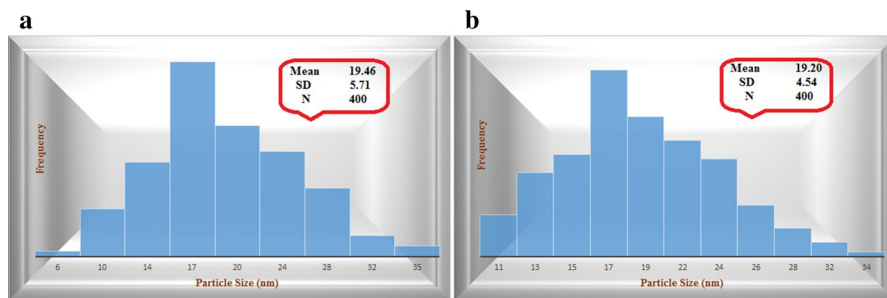 a
Mean 19.46
SD 5.71
N 400
Frequency
6 10 14 17 20 24 28 32 35
Particle Size (nm)
b
Mean 19.20
SD 4.54
N 400
Frequency
11 13 15 17 19 22 24 26 28 32 34
Particle Size (nm)